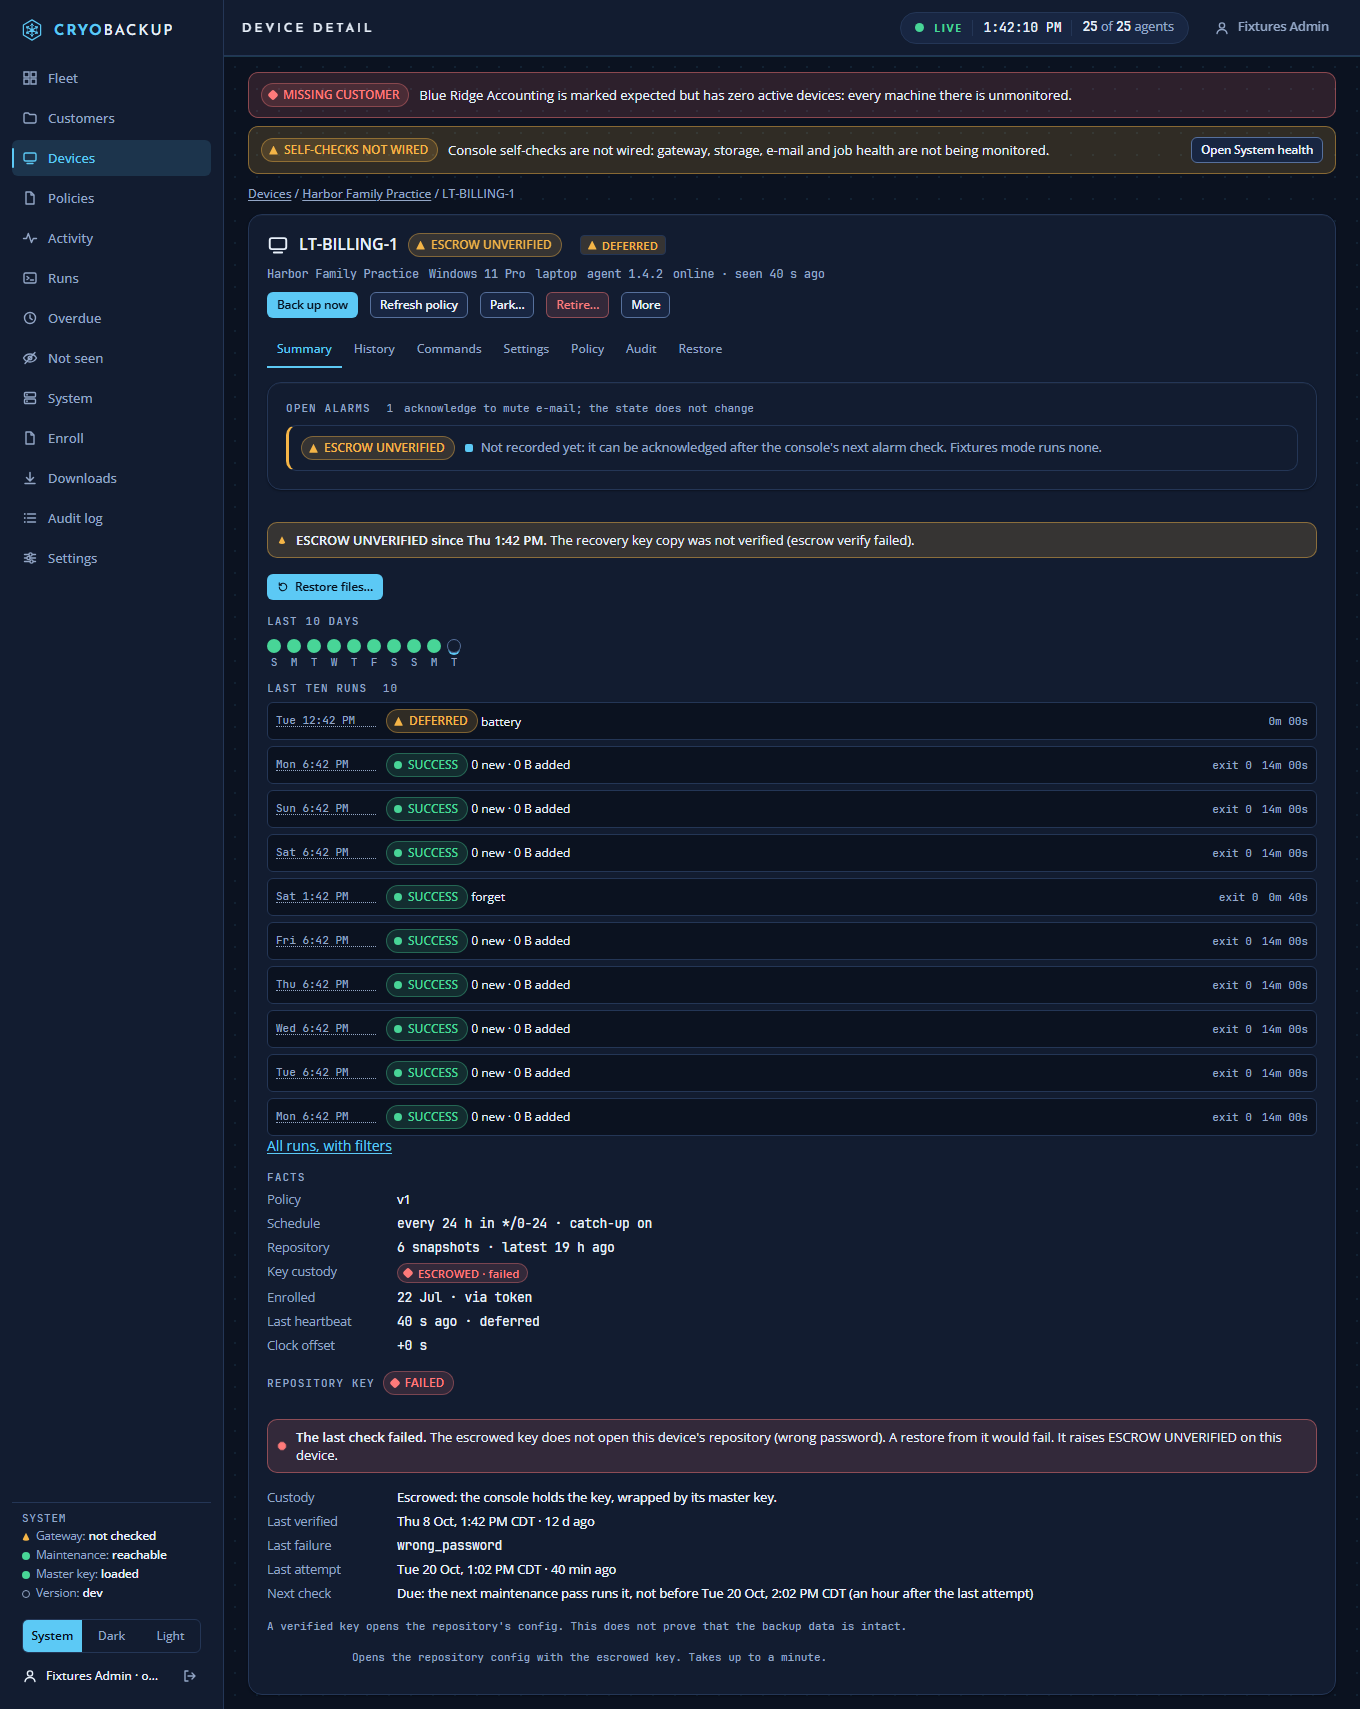 CRYOBACKUP
DEVICE DETAIL
LIVE 1:42:10 PM 25 of 25 agents
Fixtures Admin
Fleet
Customers
Devices
Policies
Activity
Runs
Overdue
Not seen
System
Enroll
Downloads
Audit log
Settings
MISSING CUSTOMER Blue Ridge Accounting is marked expected but has zero active devices: every machine there is unmonitored.
SELF-CHECKS NOT WIRED Console self-checks are not wired: gateway, storage, e-mail and job health are not being monitored. Open System health
Devices / Harbor Family Practice / LT-BILLING-1
LT-BILLING-1 ESCROW UNVERIFIED DEFERRED
Harbor Family Practice Windows 11 Pro laptop agent 1.4.2 online · seen 40 s ago
Back up now Refresh policy Park... Retire... More
Summary History Commands Settings Policy Audit Restore
OPEN ALARMS 1 acknowledge to mute e-mail; the state does not change
ESCROW UNVERIFIED Not recorded yet: it can be acknowledged after the console's next alarm check. Fixtures mode runs none.
ESCROW UNVERIFIED since Thu 1:42 PM. The recovery key copy was not verified (escrow verify failed).
Restore files...
LAST 10 DAYS
S M T W T F S S M T
LAST TEN RUNS 10
Tue 12:42 PM DEFERRED battery 0m 00s
Mon 6:42 PM SUCCESS 0 new · 0 B added exit 0 14m 00s
Sun 6:42 PM SUCCESS 0 new · 0 B added exit 0 14m 00s
Sat 6:42 PM SUCCESS 0 new · 0 B added exit 0 14m 00s
Sat 1:42 PM SUCCESS forget exit 0 0m 40s
Fri 6:42 PM SUCCESS 0 new · 0 B added exit 0 14m 00s
Thu 6:42 PM SUCCESS 0 new · 0 B added exit 0 14m 00s
Wed 6:42 PM SUCCESS 0 new · 0 B added exit 0 14m 00s
Tue 6:42 PM SUCCESS 0 new · 0 B added exit 0 14m 00s
Mon 6:42 PM SUCCESS 0 new · 0 B added exit 0 14m 00s
All runs, with filters
FACTS
Policy v1
Schedule every 24 h in */0-24 · catch-up on
Repository 6 snapshots · latest 19 h ago
Key custody ESCROWED · failed
Enrolled 22 Jul · via token
Last heartbeat 40 s ago · deferred
Clock offset +0 s
REPOSITORY KEY FAILED
The last check failed. The escrowed key does not open this device's repository (wrong password). A restore from it would fail. It raises ESCROW UNVERIFIED on this
device.
Custody Escrowed: the console holds the key, wrapped by its master key.
Last verified Thu 8 Oct, 1:42 PM CDT · 12 d ago
Last failure wrong_password
Last attempt Tue 20 Oct, 1:02 PM CDT · 40 min ago
Next check Due: the next maintenance pass runs it, not before Tue 20 Oct, 2:02 PM CDT (an hour after the last attempt)
A verified key opens the repository's config. This does not prove that the backup data is intact.
Opens the repository config with the escrowed key. Takes up to a minute.
SYSTEM
Gateway: not checked
Maintenance: reachable
Master key: loaded
Version: dev
System Dark Light
Fixtures Admin · o...